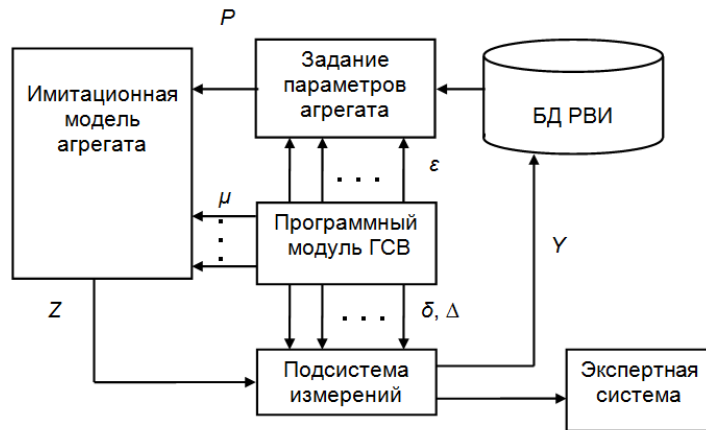 P
Задание
параметров
агрегата
Имитационная
модель
агрегата
БД РВИ
. . .
ε
μ
Программный
модуль ГСВ
Y
Z
. . .
δ, Δ
Подсистема
измерений
Экспертная
система